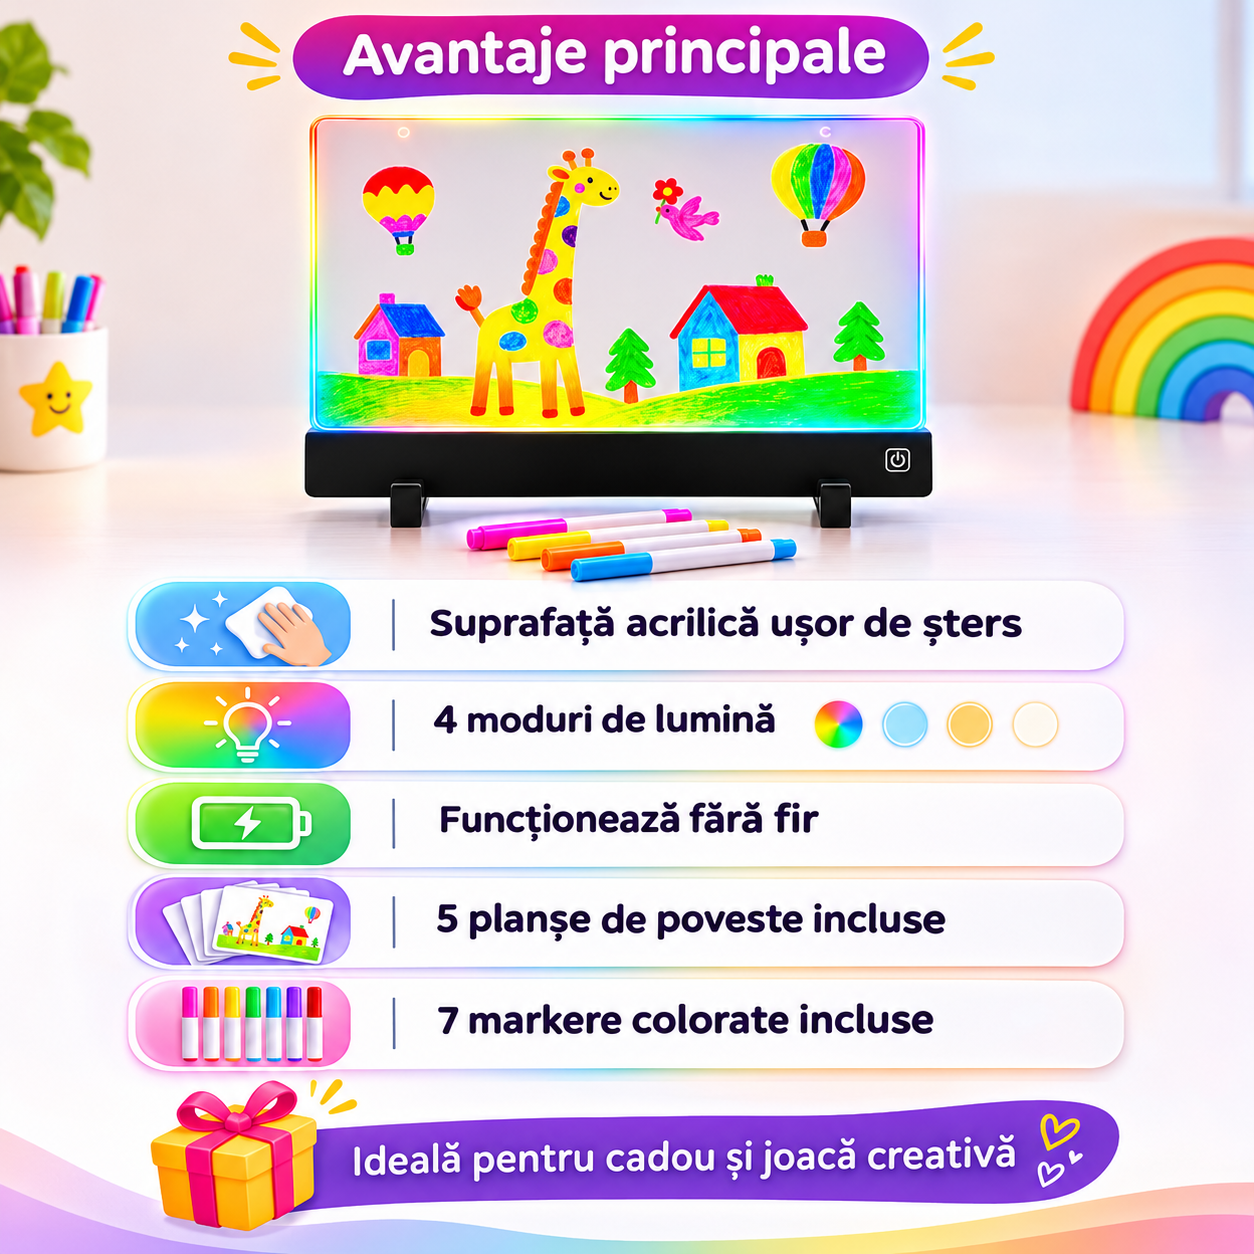 Avantaje principale
Suprafață acrilică ușor de șters
4 moduri de lumină
Funcționează fără fir
5 planșe de poveste incluse
7 markere colorate incluse
Ideală pentru cadou și joacă creativă